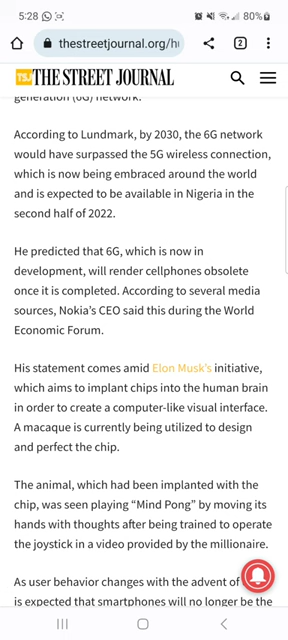 5:28
80%
thestreetjournal.org/hu
2
TSJ THE STREET JOURNAL
generation (6G) network.
According to Lundmark, by 2030, the 6G network
would have surpassed the 5G wireless connection,
which is now being embraced around the world
and is expected to be available in Nigeria in the
second half of 2022.
He predicted that 6G, which is now in
development, will render cellphones obsolete
once it is completed. According to several media
sources, Nokia's CEO said this during the World
Economic Forum.
His statement comes amid Elon Musk's initiative,
which aims to implant chips into the human brain
in order to create a computer-like visual interface.
A macaque is currently being utilized to design
and perfect the chip.
The animal, which had been implanted with the
chip, was seen playing “Mind Pong” by moving its
hands with thoughts after being trained to operate
the joystick in a video provided by the millionaire.
As user behavior changes with the advent of
is expected that smartphones will no longer be the